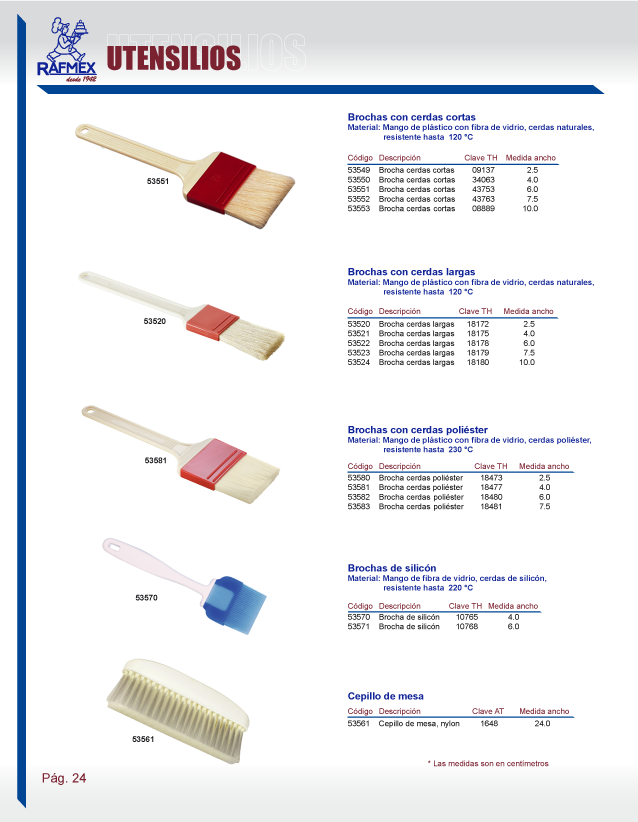 UTENSILIOS
RAFMEX
desde 1942
Brochas con cerdas cortas
Material: Mango de plástico con fibra de vidrio, cerdas naturales,
resistente hasta 120 °C
Código Descripción Clave TH Medida ancho
53549 Brocha cerdas cortas 09137 2.5
53550 Brocha cerdas cortas 34063 4.0
53551 Brocha cerdas cortas 43753 6.0
53552 Brocha cerdas cortas 43763 7.5
53553 Brocha cerdas cortas 08889 10.0
53551
Brochas con cerdas largas
Material: Mango de plástico con fibra de vidrio, cerdas naturales,
resistente hasta 120 °C
Código Descripción Clave TH Medida ancho
53520 Brocha cerdas largas 18172 2.5
53521 Brocha cerdas largas 18175 4.0
53522 Brocha cerdas largas 18178 6.0
53523 Brocha cerdas largas 18179 7.5
53524 Brocha cerdas largas 18180 10.0
53520
Brochas con cerdas poliéster
Material: Mango de plástico con fibra de vidrio, cerdas poliéster,
resistente hasta 230 °C
Código Descripción Clave TH Medida ancho
53580 Brocha cerdas poliéster 18473 2.5
53581 Brocha cerdas poliéster 18477 4.0
53582 Brocha cerdas poliéster 18480 6.0
53583 Brocha cerdas poliéster 18481 7.5
53581
Brochas de silicón
Material: Mango de fibra de vidrio, cerdas de silicón,
resistente hasta 220 °C
Código Descripción Clave TH Medida ancho
53570 Brocha de silicón 10765 4.0
53571 Brocha de silicón 10768 6.0
53570
Cepillo de mesa
Código Descripción Clave AT Medida ancho
53561 Cepillo de mesa, nylon 1648 24.0
53561
* Las medidas son en centímetros
Pág. 24